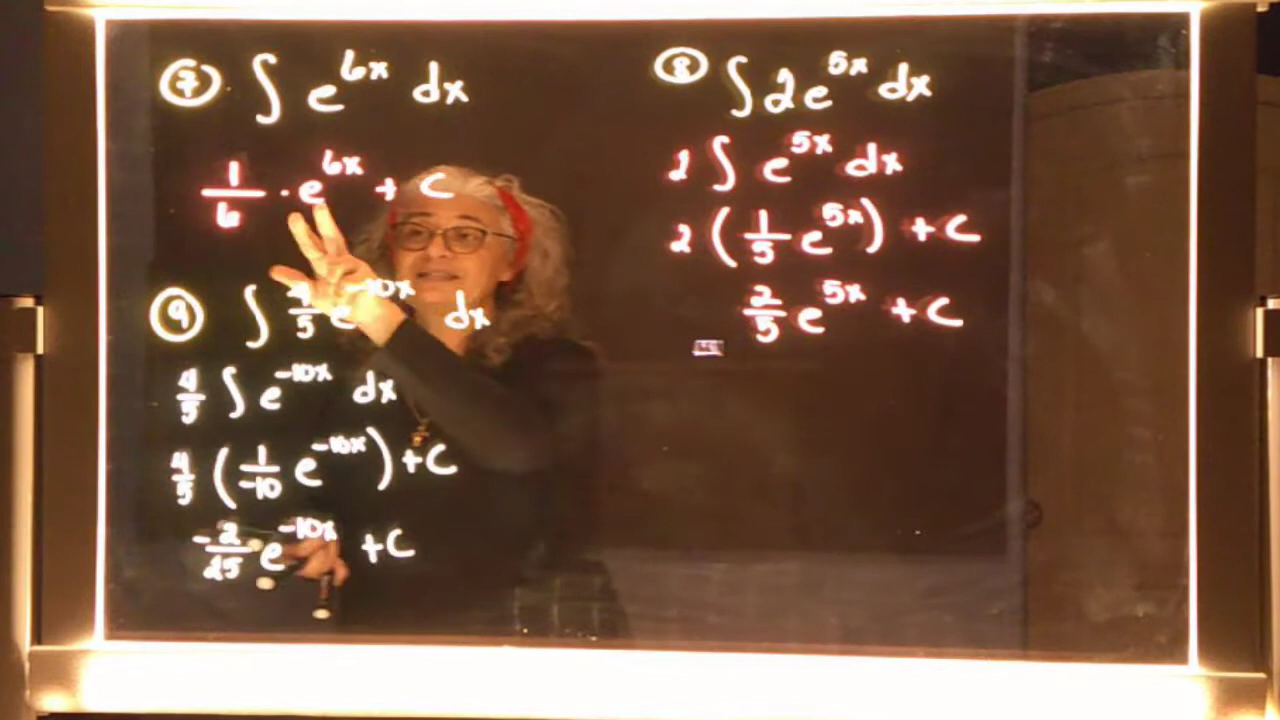 ⑦ ∫ e^{6x} dx
1/6 · e^{6x} + C
⑧ ∫ 2e^{5x} dx
2 ∫ e^{5x} dx
2 (1/5 e^{5x}) + C
2/5 e^{5x} + C
⑨ ∫ 4/5 e^{-10x} dx
4/5 ∫ e^{-10x} dx
4/5 (1/-10 e^{-10x}) + C
-2/25 e^{-10x} + C